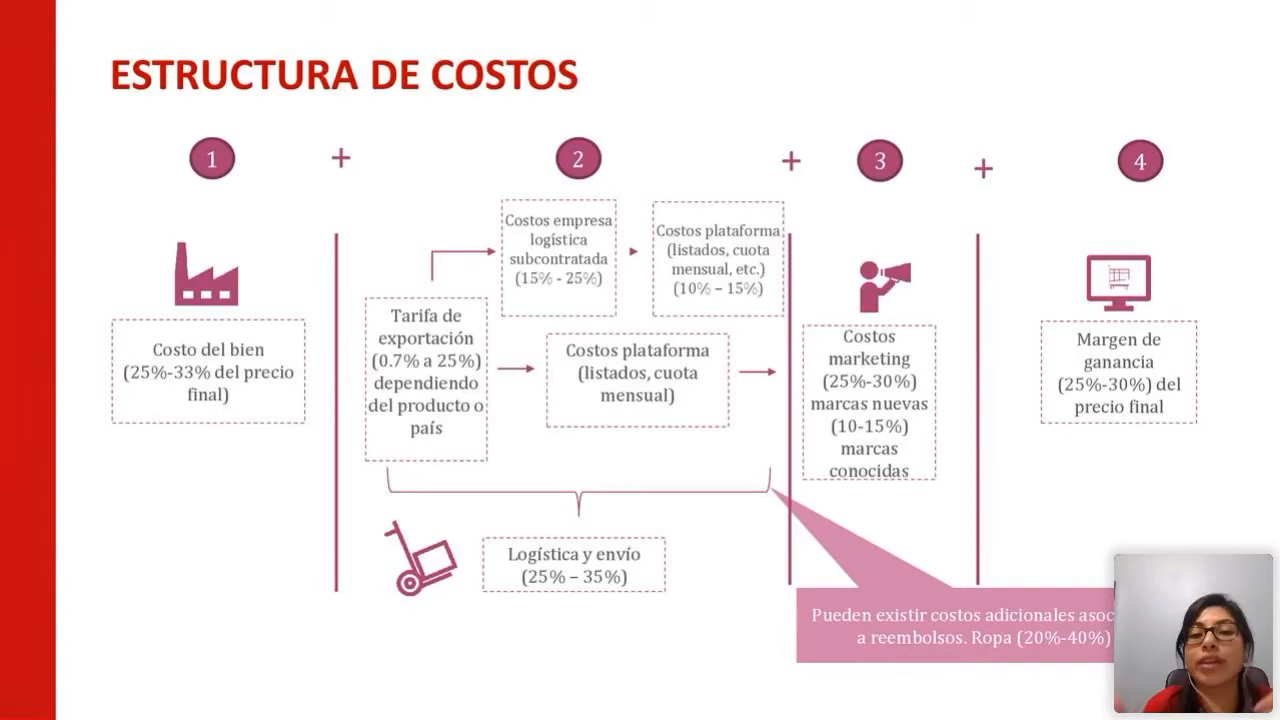 ESTRUCTURA DE COSTOS
1
+
2
+
3
+
4
Costo del bien
(25%-33% del precio
final)
Tarifa de
exportación
(0.7% a 25%)
dependiendo
del producto o
país
Costos empresa
logística
subcontratada
(15% - 25%)
Costos plataforma
(listados, cuota
mensual, etc.)
(10% – 15%)
Costos plataforma
(listados, cuota
mensual)
Logística y envío
(25% – 35%)
Costos
marketing
(25%-30%)
marcas nuevas
(10-15%)
marcas
conocidas
Margen de
ganancia
(25%-30%) del
precio final
Pueden existir costos adicionales
a reembolsos. Ropa (20%-40%)